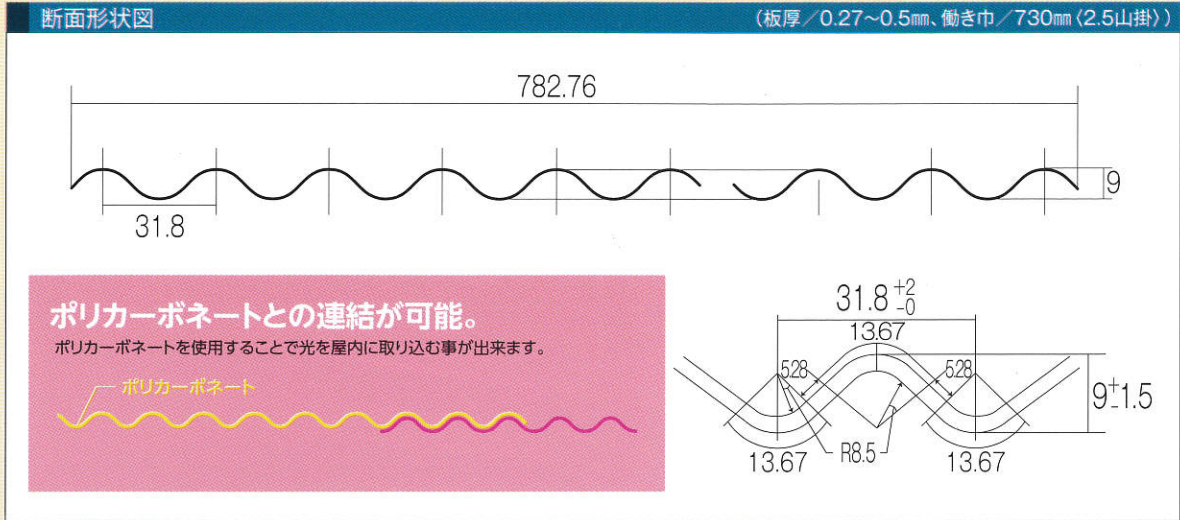 断面形状図
(板厚/0.27~0.5㎜、働き巾/730㎜〈2.5山掛〉)
782.76
31.8
9
ポリカーボネートとの連結が可能。
ポリカーボネートを使用することで光を屋内に取り込む事が出来ます。
ポリカーボネート
31.8 +2 -0
13.67
5.28
5.28
9±1.5
R8.5
13.67
13.67